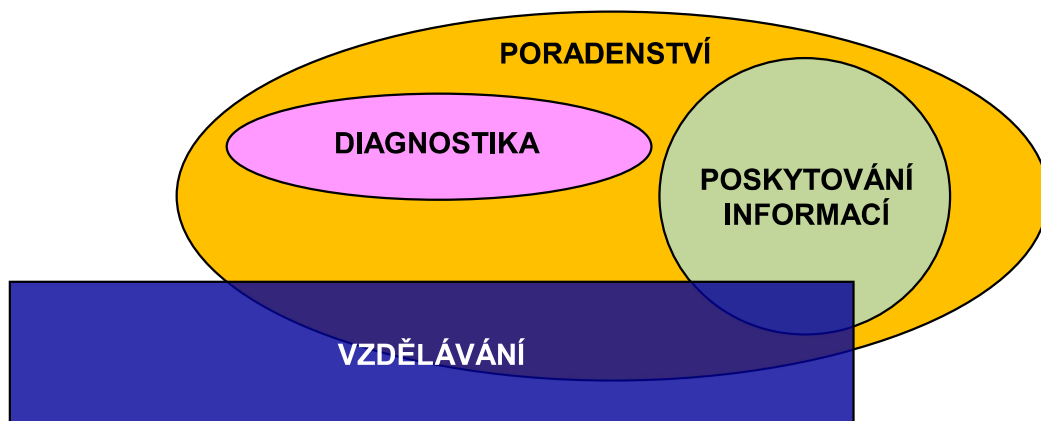 PORADENSTVÍ
DIAGNOSTIKA
POSKYTOVÁNÍ
INFORMACÍ
VZDĚLÁVÁNÍ